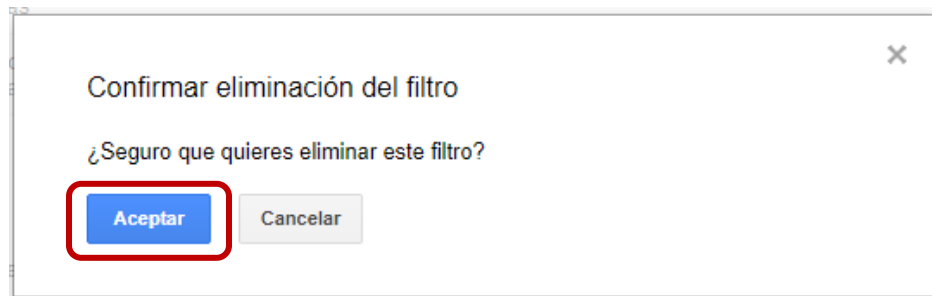 Confirmar eliminación del filtro
¿Seguro que quieres eliminar este filtro?
Aceptar
Cancelar